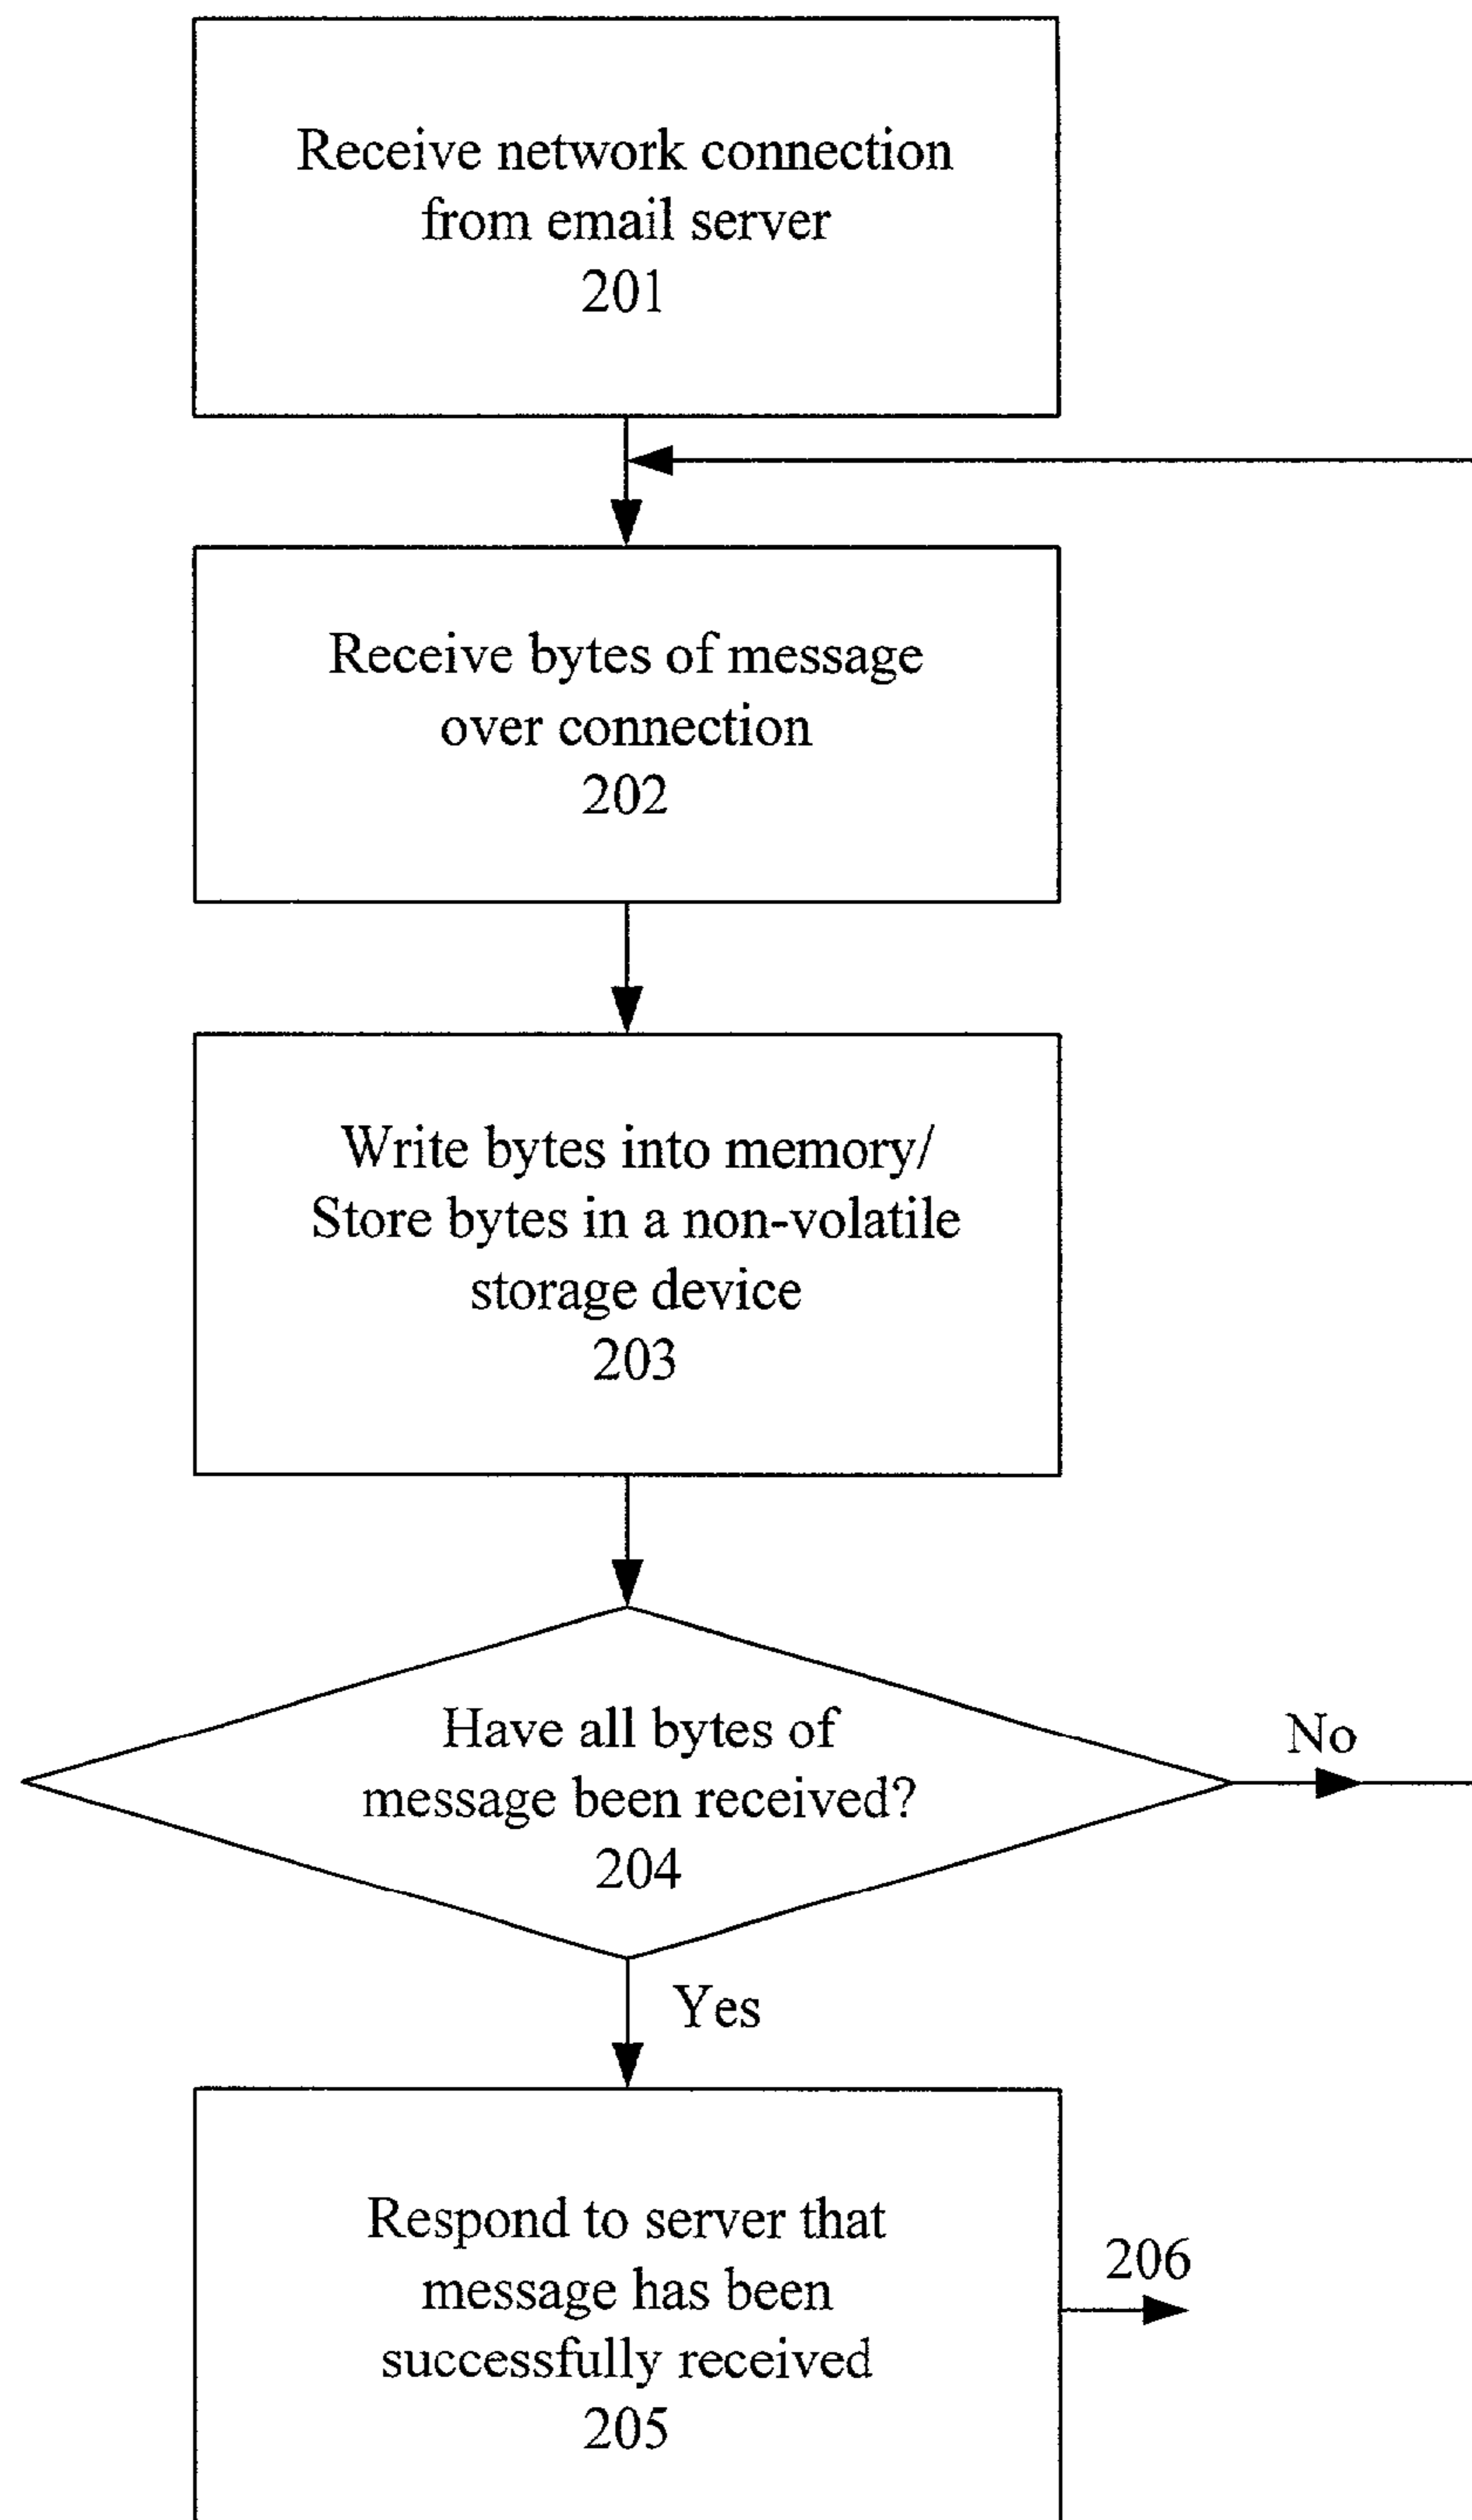 Receive network connection
from email server
201
Receive bytes of message
over connection
202
Write bytes into memory/
Store bytes in a non-volatile
storage device
203
Have all bytes of
message been received?
204
No
Yes
Respond to server that
message has been
successfully received
205
206